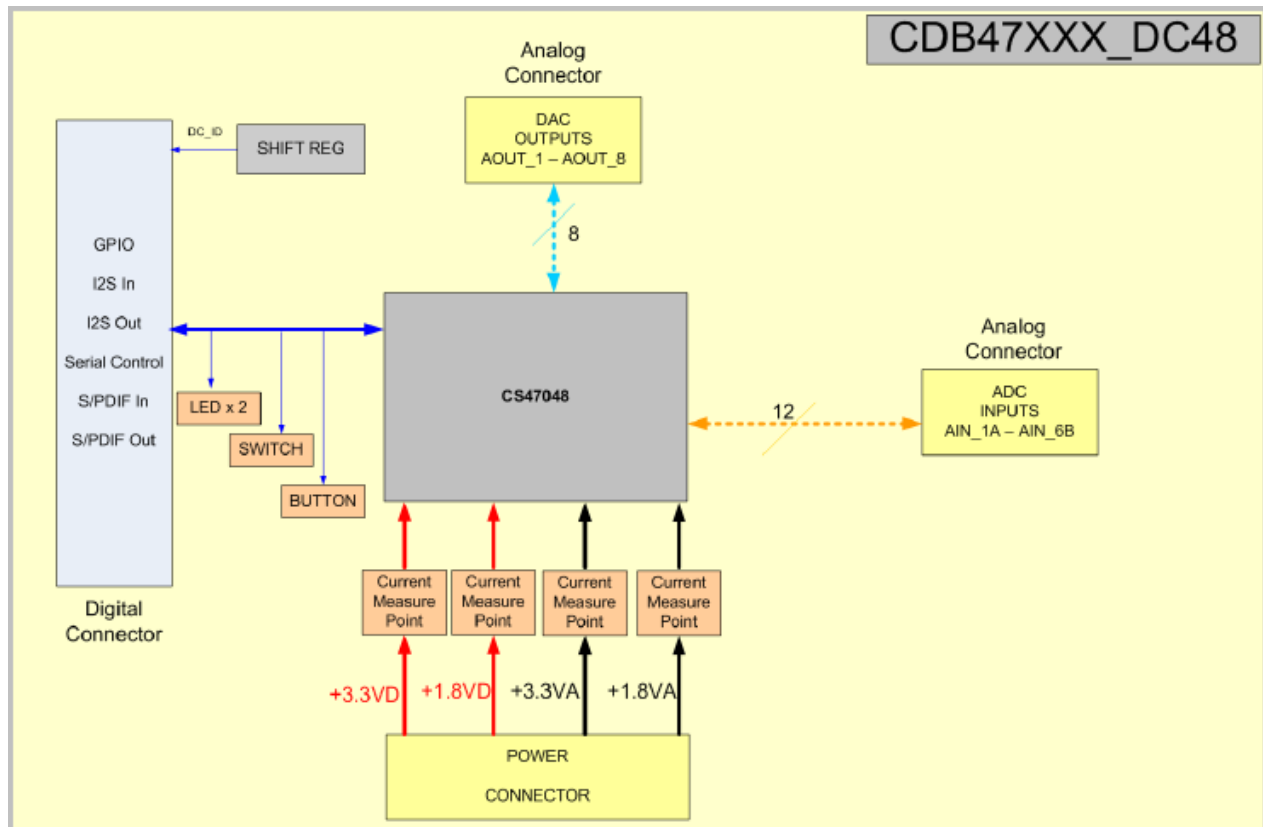 CDB47XXX_DC48
Analog
Connector
DAC
OUTPUTS
AOUT_1 – AOUT_8
8
DC_ID
SHIFT REG
GPIO
I2S In
I2S Out
Serial Control
S/PDIF In
S/PDIF Out
Digital
Connector
LED x 2
SWITCH
BUTTON
CS47048
12
Analog
Connector
ADC
INPUTS
AIN_1A – AIN_6B
Current
Measure
Point
Current
Measure
Point
Current
Measure
Point
Current
Measure
Point
+3.3VD
+1.8VD
+3.3VA
+1.8VA
POWER
CONNECTOR